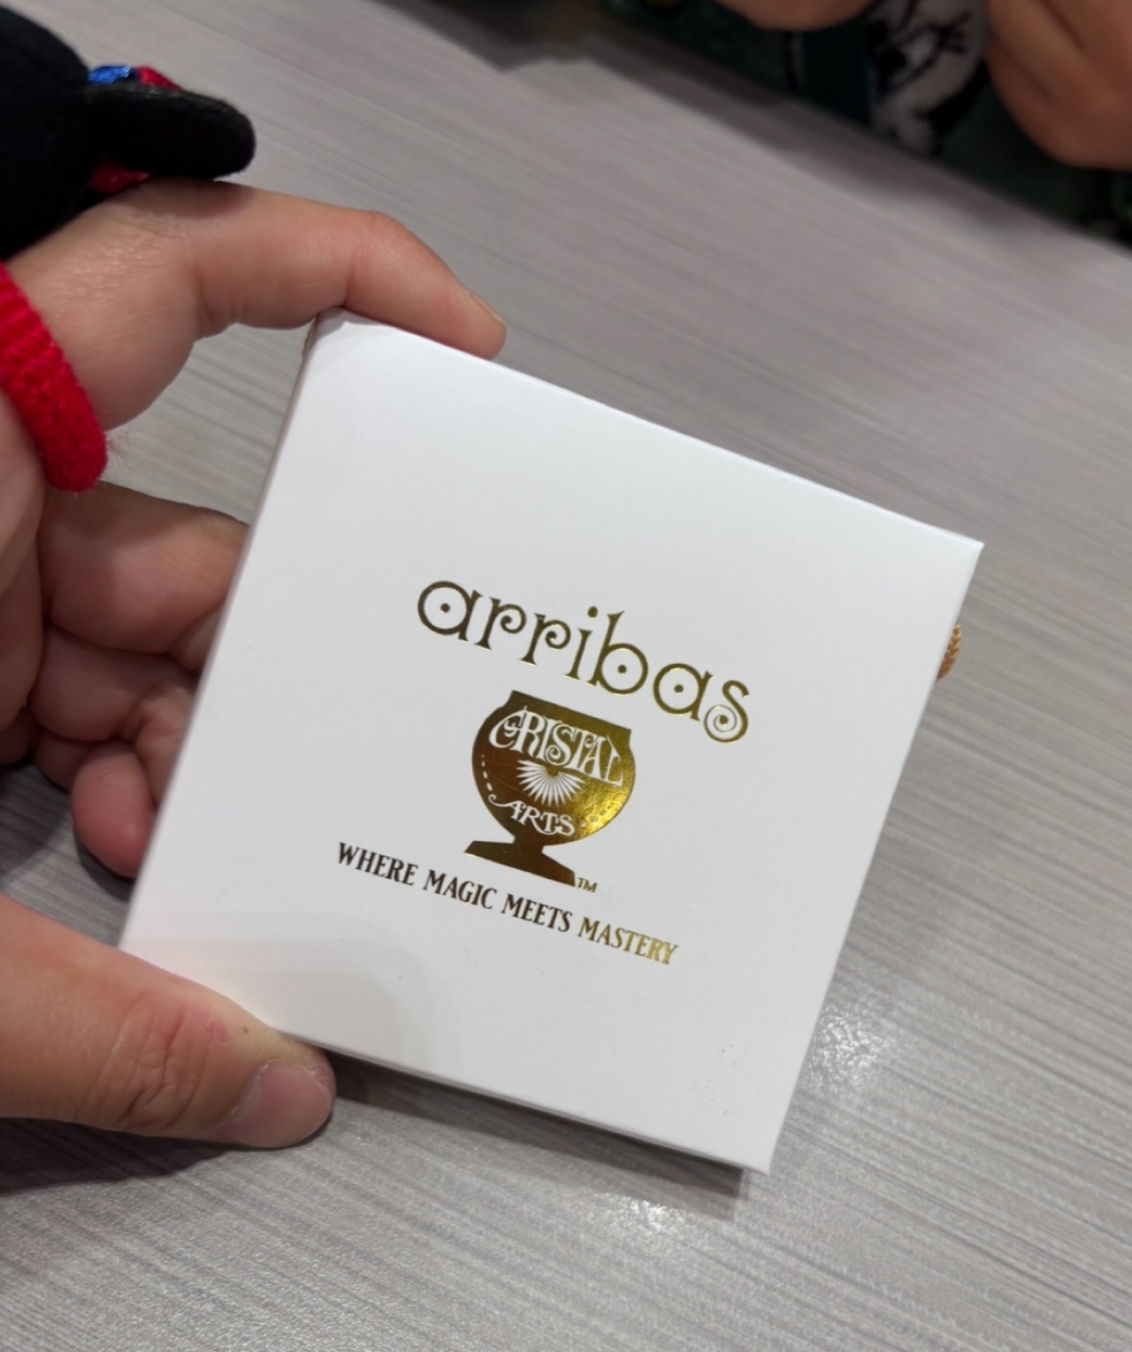 arribas
CRISTAL
ARTS
TM
WHERE MAGIC MEETS MASTERY